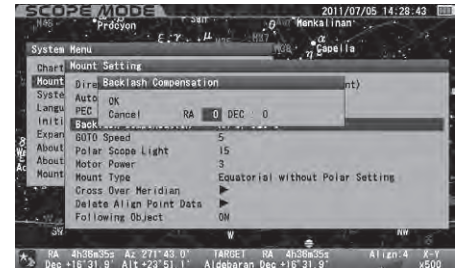 SCOPE MODE 2011/07/05 14:28:43
Procyon Menkalinan
ε γ μ M37
M38 α Capella
η
System Menu
Chart Mount Setting
Mount Dire Backlash Compensation nt)
Syste Auto OK
Langu PEC Cancel RA 0 DEC 0
Initi Back
Expan GOTO Speed 5
About Polar Scope Light 15
About Motor Power 3
Mount Mount Type Equatorial without Polar Setting
Cross Over Meridian ▶
Delete Align Point Data ▶
Following Object ON
SW W NW
RA 4h36m35s Az 271°43.0' TARGET RA 4h36m35s Align:4 X-Y
Dec +16°31.9' Alt +23°51.1' Aldebaran Dec +16°31.9' x500